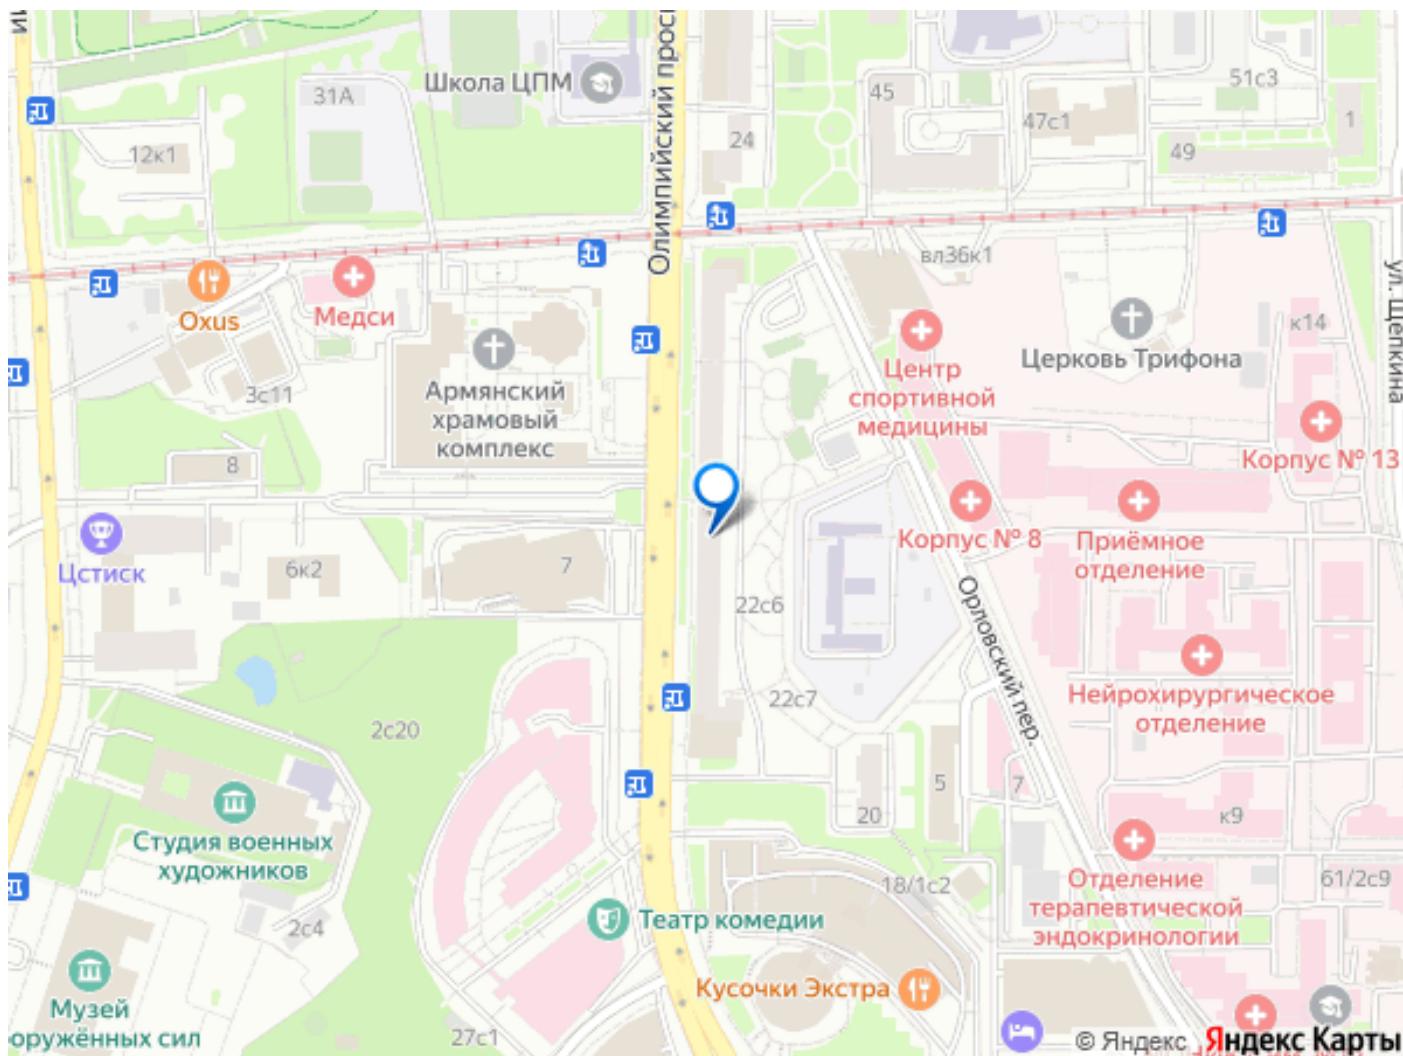 Школа ЦПМ
Олимпийский прос
31А
12к1
24
45
47с1
51с3
49
1
Oxus
Медси
3с11
8
Армянский
храмовый
комплекс
вл36к1
Центр
спортивной
медицины
Церковь Трифона
к14
ул. Щепкина
Корпус № 13
Корпус № 8
Приёмное
отделение
Цстиск
6к2
7
22с6
22с7
Орловский пер.
Нейрохирургическое
отделение
2с20
Студия военных
художников
2с4
5
7
20
к9
18/1с2
Отделение
терапевтической
эндокринологии
61/2с9
Театр комедии
Кусочки Экстра
Музей
оружённых сил
27с1
© Яндекс
Яндекс Карты